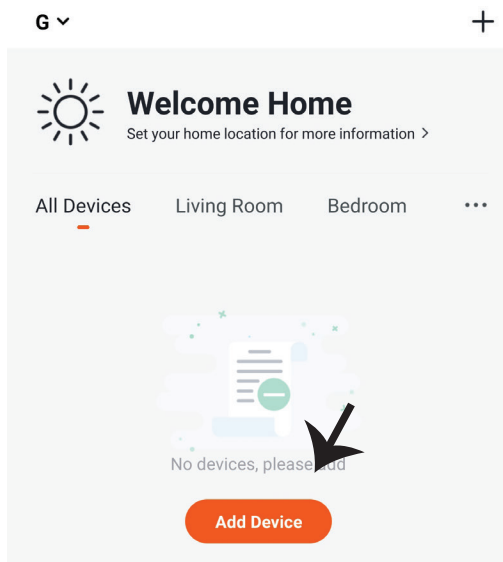 G
Welcome Home
Set your home location for more information >
All Devices Living Room Bedroom ...
No devices, please add
Add Device